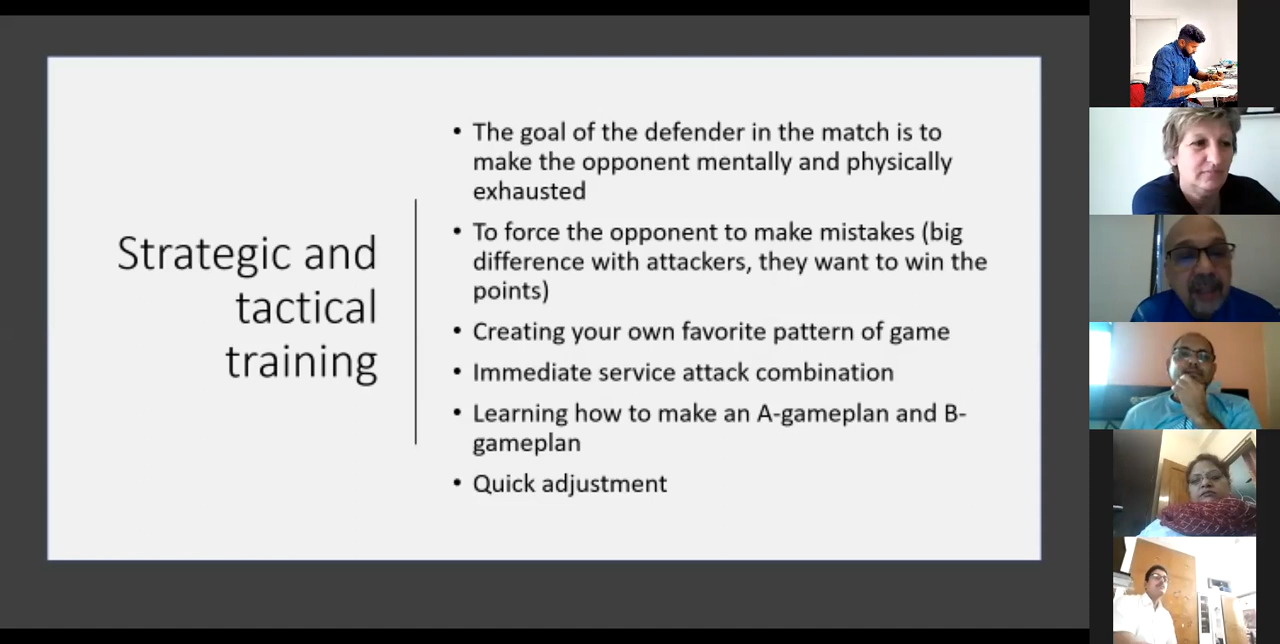 Strategic and
tactical
training
• The goal of the defender in the match is to
make the opponent mentally and physically
exhausted
• To force the opponent to make mistakes (big
difference with attackers, they want to win the
points)
• Creating your own favorite pattern of game
• Immediate service attack combination
• Learning how to make an A-gameplan and B-
gameplan
• Quick adjustment